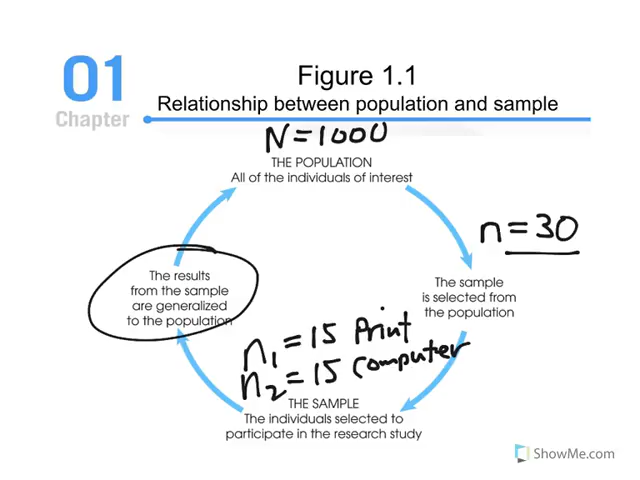 01
Chapter
Figure 1.1
Relationship between population and sample
N = 1000
THE POPULATION
All of the individuals of interest
n = 30
The sample
is selected from
the population
The results
from the sample
are generalized
to the population
n1 = 15 Print
n2 = 15 Computer
THE SAMPLE
The individuals selected to
participate in the research study
ShowMe.com